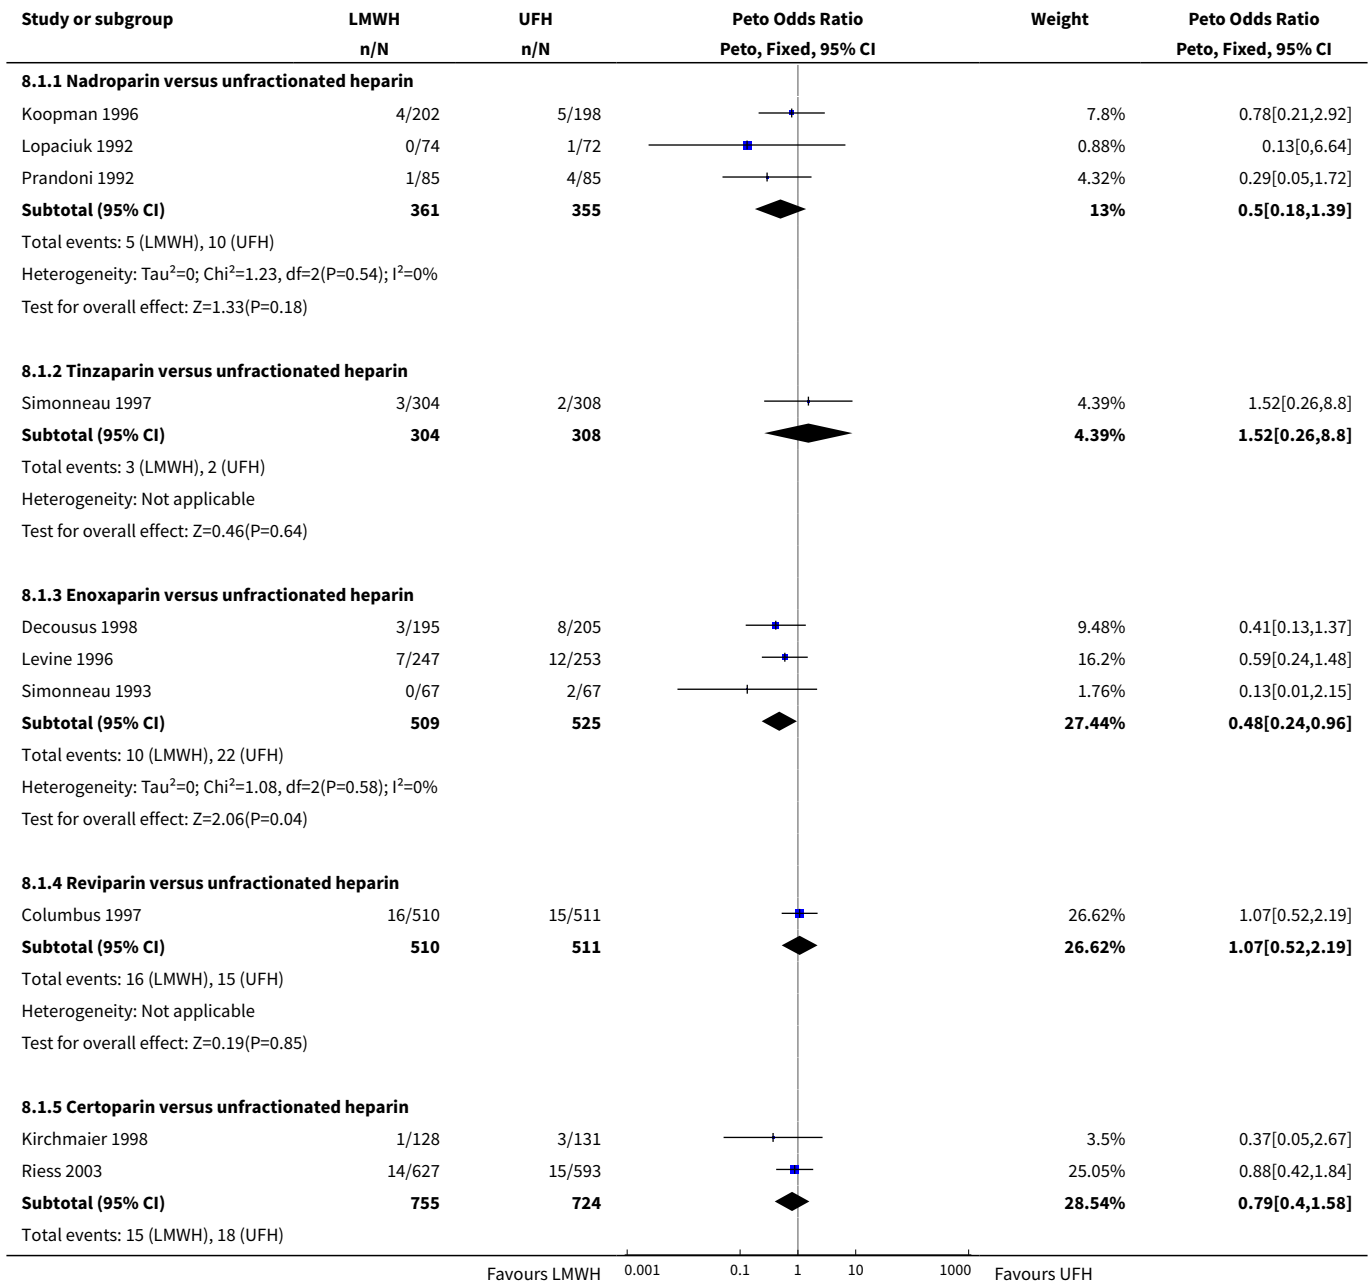 Study or subgroup LMWH UFH Peto Odds Ratio Weight Peto Odds Ratio
n/N n/N Peto, Fixed, 95% CI Peto, Fixed, 95% CI
8.1.1 Nadroparin versus unfractionated heparin
Koopman 1996 4/202 5/198 7.8% 0.78[0.21,2.92]
Lopaciuk 1992 0/74 1/72 0.88% 0.13[0,6.64]
Prandoni 1992 1/85 4/85 4.32% 0.29[0.05,1.72]
Subtotal (95% CI) 361 355 13% 0.5[0.18,1.39]
Total events: 5 (LMWH), 10 (UFH)
Heterogeneity: Tau²=0; Chi²=1.23, df=2(P=0.54); I²=0%
Test for overall effect: Z=1.33(P=0.18)
8.1.2 Tinzaparin versus unfractionated heparin
Simonneau 1997 3/304 2/308 4.39% 1.52[0.26,8.8]
Subtotal (95% CI) 304 308 4.39% 1.52[0.26,8.8]
Total events: 3 (LMWH), 2 (UFH)
Heterogeneity: Not applicable
Test for overall effect: Z=0.46(P=0.64)
8.1.3 Enoxaparin versus unfractionated heparin
Decousus 1998 3/195 8/205 9.48% 0.41[0.13,1.37]
Levine 1996 7/247 12/253 16.2% 0.59[0.24,1.48]
Simonneau 1993 0/67 2/67 1.76% 0.13[0.01,2.15]
Subtotal (95% CI) 509 525 27.44% 0.48[0.24,0.96]
Total events: 10 (LMWH), 22 (UFH)
Heterogeneity: Tau²=0; Chi²=1.08, df=2(P=0.58); I²=0%
Test for overall effect: Z=2.06(P=0.04)
8.1.4 Reviparin versus unfractionated heparin
Columbus 1997 16/510 15/511 26.62% 1.07[0.52,2.19]
Subtotal (95% CI) 510 511 26.62% 1.07[0.52,2.19]
Total events: 16 (LMWH), 15 (UFH)
Heterogeneity: Not applicable
Test for overall effect: Z=0.19(P=0.85)
8.1.5 Certoparin versus unfractionated heparin
Kirchmaier 1998 1/128 3/131 3.5% 0.37[0.05,2.67]
Riess 2003 14/627 15/593 25.05% 0.88[0.42,1.84]
Subtotal (95% CI) 755 724 28.54% 0.79[0.4,1.58]
Total events: 15 (LMWH), 18 (UFH)
Favours LMWH 0.001 0.1 1 10 1000 Favours UFH